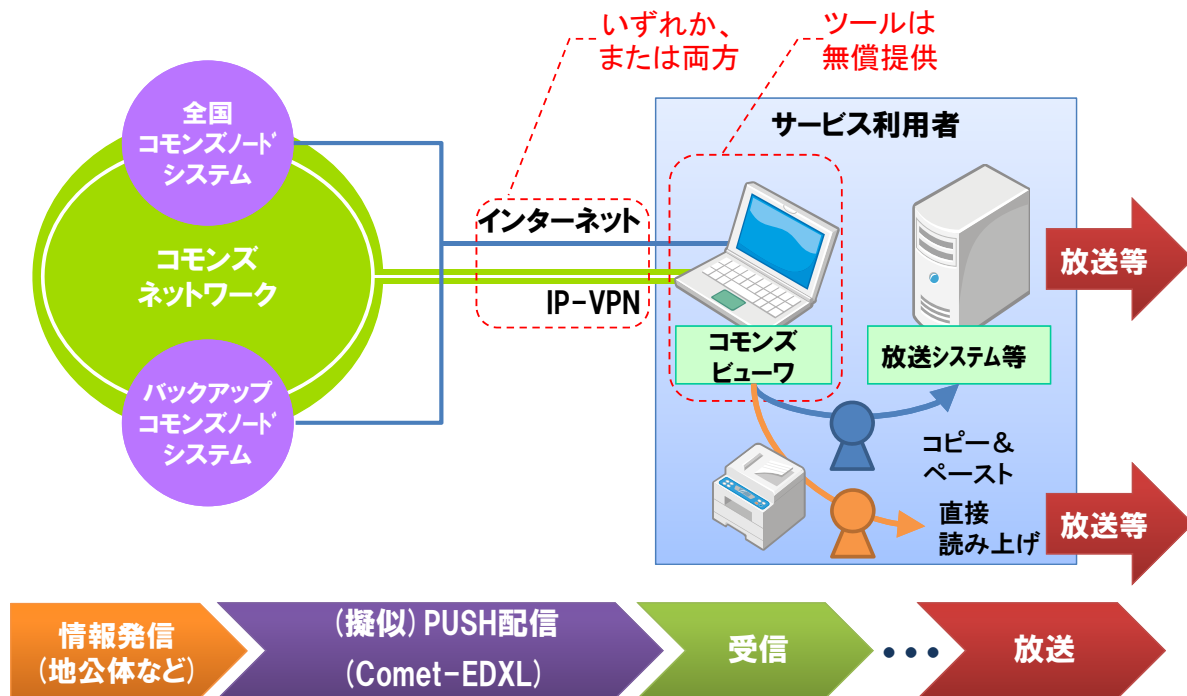 いずれか、
または両方
ツールは
無償提供
全国
コモンズノード
システム
サービス利用者
インターネット
コモンズ
ネットワーク
IP-VPN
放送等
コモンズ
ビューワ
放送システム等
バックアップ
コモンズノード
システム
コピー&
ペースト
直接
読み上げ
放送等
情報発信
(地公体など)
(擬似)PUSH配信
(Comet-EDXL)
受信
•••
放送